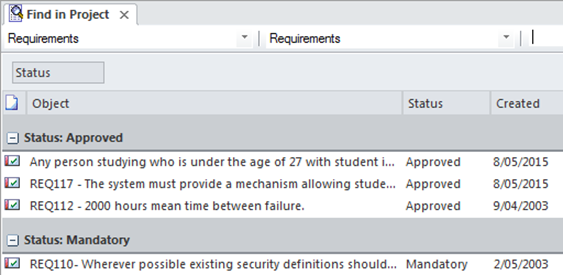 Find in Project
Requirements Requirements
Status
Object Status Created
Status: Approved
Any person studying who is under the age of 27 with student i... Approved 8/05/2015
REQ117 - The system must provide a mechanism allowing stude... Approved 8/05/2015
REQ112 - 2000 hours mean time between failure. Approved 9/04/2003
Status: Mandatory
REQ110- Wherever possible existing security definitions should... Mandatory 2/05/2003